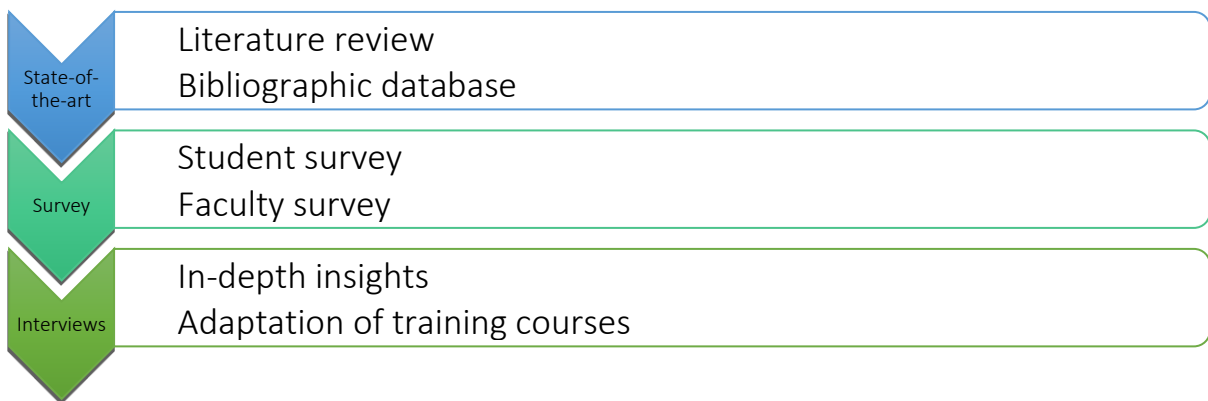 State-of-
the-art
Literature review
Bibliographic database
Survey
Student survey
Faculty survey
Interviews
In-depth insights
Adaptation of training courses